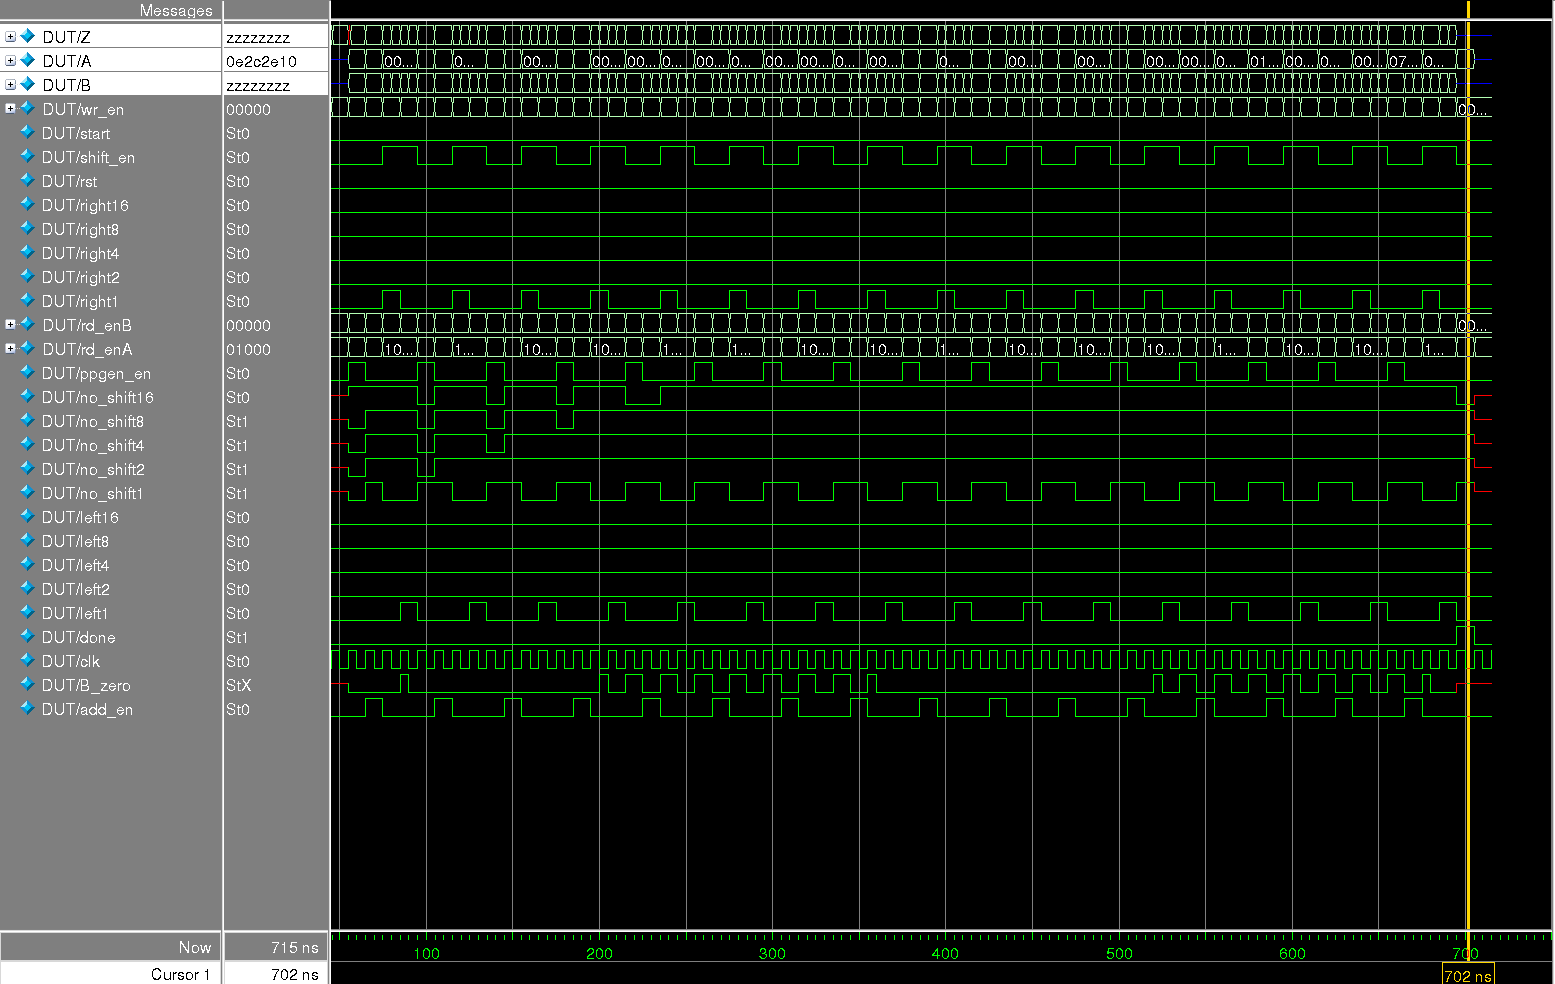 Messages
DUT/Z zzzzzzzz
DUT/A 0e2c2e10 00... 0... 00... 00... 00... 0... 00... 0... 00... 00... 0... 00... 0... 00... 00... 00... 00... 0... 01... 00... 0... 00... 07... 0...
DUT/B zzzzzzzz
DUT/wr_en 00000 00...
DUT/start St0
DUT/shift_en St0
DUT/rst St0
DUT/right16 St0
DUT/right8 St0
DUT/right4 St0
DUT/right2 St0
DUT/right1 St0
DUT/rd_enB 00000 00...
DUT/rd_enA 01000 10... 1... 10... 10... 1... 1... 10... 10... 1... 10... 10... 10... 1... 10... 10... 1...
DUT/ppgen_en St0
DUT/no_shift16 St0
DUT/no_shift8 St1
DUT/no_shift4 St1
DUT/no_shift2 St1
DUT/no_shift1 St1
DUT/left16 St0
DUT/left8 St0
DUT/left4 St0
DUT/left2 St0
DUT/left1 St0
DUT/done St1
DUT/clk St0
DUT/B_zero StX
DUT/add_en St0
Now 715 ns 100 200 300 400 500 600 700
Cursor 1 702 ns 702 ns